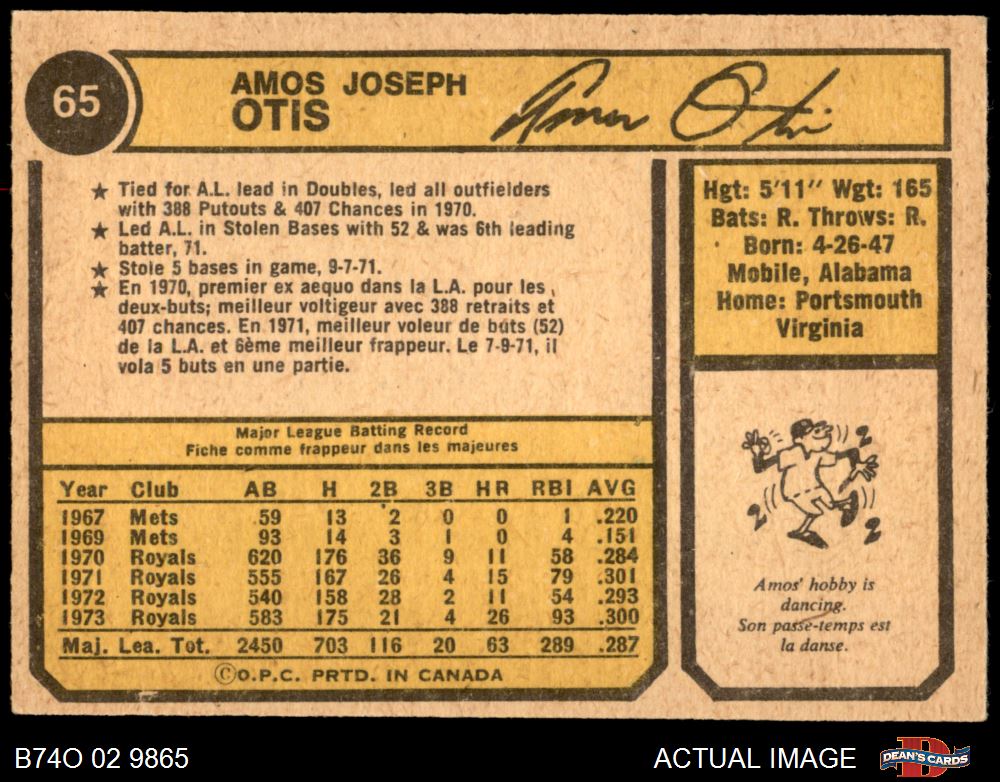 65
AMOS JOSEPH
OTIS
Amos Otis
★ Tied for A.L. lead in Doubles, led all outfielders
with 388 Putouts & 407 Chances in 1970.
★ Led A.L. in Stolen Bases with 52 & was 6th leading
batter, 71.
★ Stole 5 bases in game, 9-7-71.
★ En 1970, premier ex aequo dans la L.A. pour les
deux-buts; meilleur voltigeur avec 388 retraits et
407 chances. En 1971, meilleur voleur de buts (52)
de la L.A. et 6ème meilleur frappeur. Le 7-9-71, il
vola 5 buts en une partie.
Hgt: 5'11" Wgt: 165
Bats: R. Throws: R.
Born: 4-26-47
Mobile, Alabama
Home: Portsmouth
Virginia
Major League Batting Record
Fiche comme frappeur dans les majeures
Year Club AB H 2B 3B HR RBI AVG
1967 Mets 59 13 2 0 0 1 .220
1969 Mets 93 14 3 1 0 4 .151
1970 Royals 620 176 36 9 11 58 .284
1971 Royals 555 167 26 4 15 79 .301
1972 Royals 540 158 28 2 11 54 .293
1973 Royals 583 175 21 4 26 93 .300
Maj. Lea. Tot. 2450 703 116 20 63 289 .287
©O.P.C. PRTD. IN CANADA
Amos' hobby is
dancing.
Son passe-temps est
la danse.
B74O 02 9865
ACTUAL IMAGE
DEAN'S CARDS